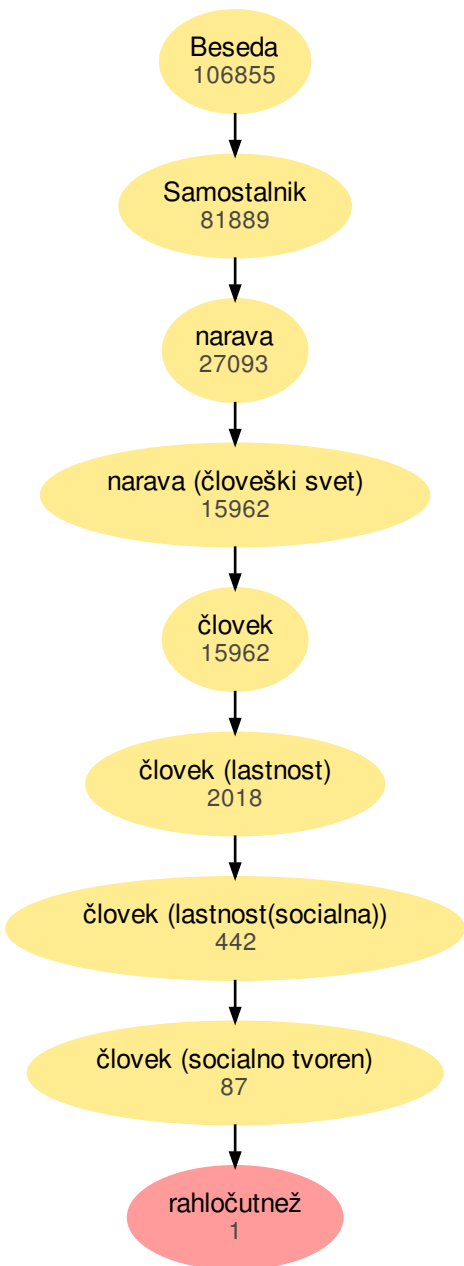 Beseda
106855
Samostalnik
81889
narava
27093
narava (človeški svet)
15962
človek
15962
človek (lastnost)
2018
človek (lastnost(socialna))
442
človek (socialno tvoren)
87
rahločutnež
1